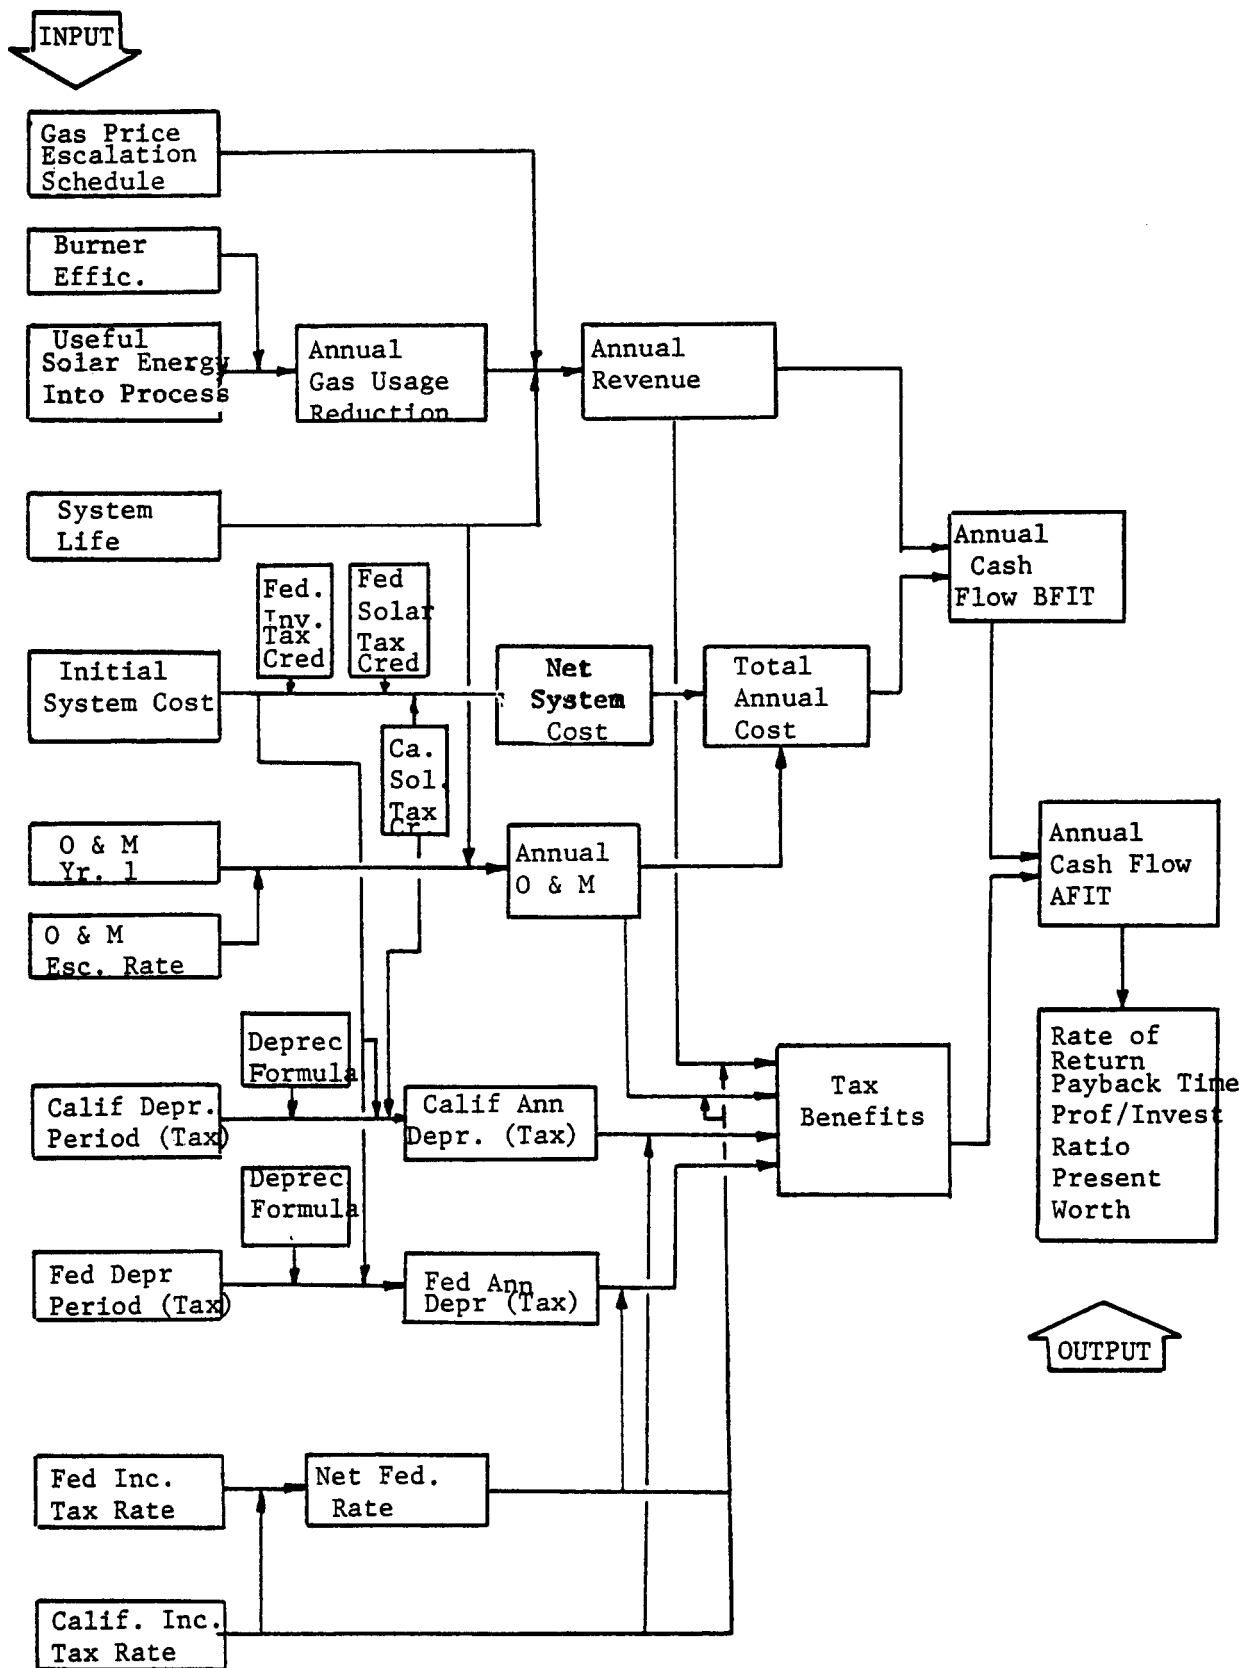 INPUT
Gas Price
Escalation
Schedule
Burner
Effic.
Useful
Solar Energy
Into Process
Annual
Gas Usage
Reduction
Annual
Revenue
System
Life
Annual
Cash
Flow BFIT
Fed.
Inv.
Tax
Cred
Fed
Solar
Tax
Cred
Initial
System Cost
Net
System
Cost
Total
Annual
Cost
Ca.
Sol.
Tax
Cr.
O & M
Yr. 1
Annual
O & M
Annual
Cash Flow
AFIT
O & M
Esc. Rate
Deprec
Formula
Calif Depr.
Period (Tax)
Calif Ann
Depr. (Tax)
Tax
Benefits
Rate of
Return
Payback Time
Prof/Invest
Ratio
Present
Worth
Deprec
Formula
Fed Depr
Period (Tax)
Fed Ann
Depr (Tax)
OUTPUT
Fed Inc.
Tax Rate
Net Fed.
Rate
Calif. Inc.
Tax Rate